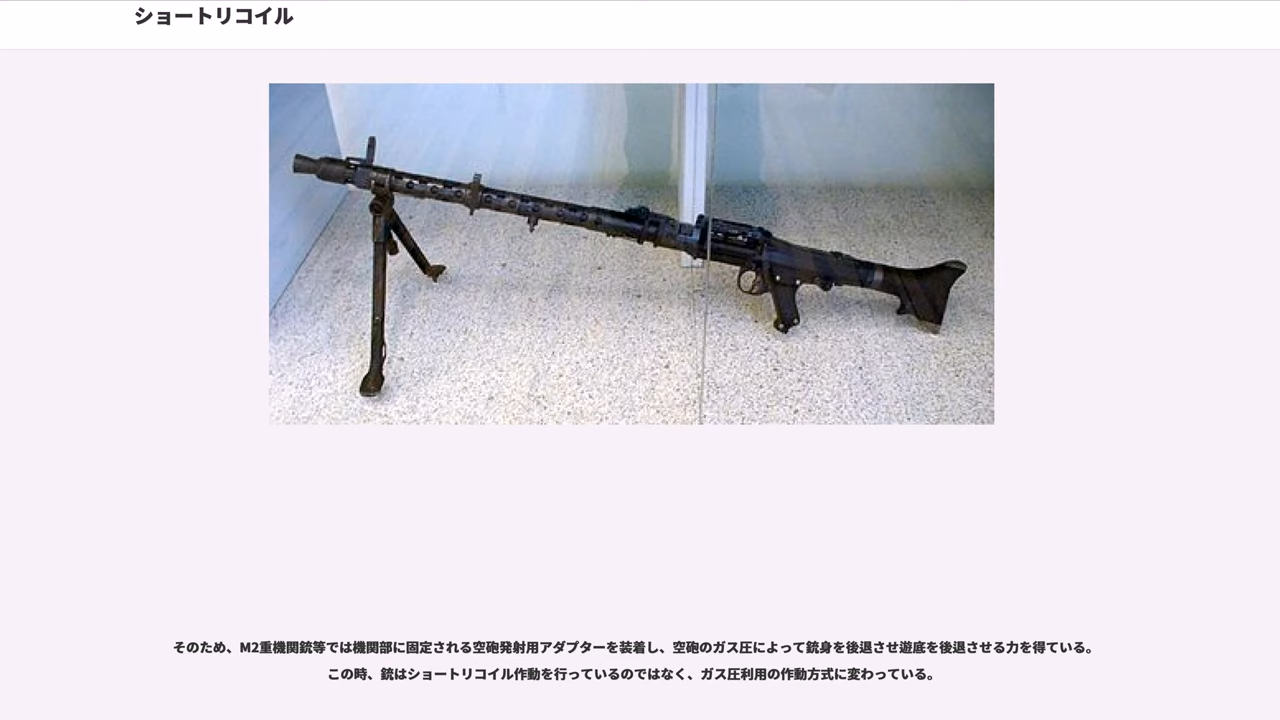 ショートリコイル
そのため、M2重機関銃等では機関部に固定される空砲発射用アダプターを装着し、空砲のガス圧によって銃身を後退させ遊底を後退させる力を得ている。
この時、銃はショートリコイル作動を行っているのではなく、ガス圧利用の作動方式に変わっている。